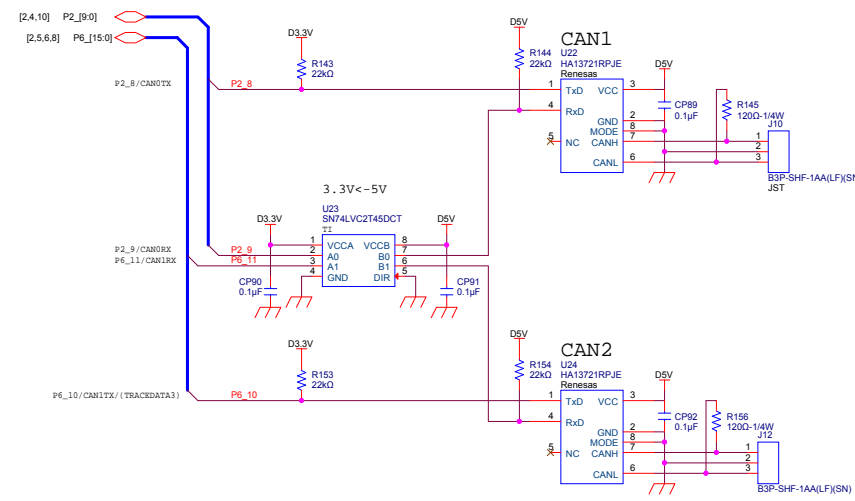 [2,4,10] P2_[9:0]
[2,5,6,8] P6_[15:0]
D3.3V
R143
22kΩ
P2_8/CAN0TX
P2_8
D5V
R144
22kΩ
CAN1
U22
HA13721RPJE
Renesas
1 TxD VCC 3
4 RxD
GND 2
MODE 8
5 NC CANH 7
CANL 6
D5V
CP89
0.1μF
R145
120Ω-1/4W
J10
1
2
3
B3P-SHF-1AA(LF)(SN
JST
3.3V<-5V
U23
SN74LVC2T45DCT
TI
D3.3V
D5V
1 VCCA VCCB 8
2 A0 B0 7
3 A1 B1 6
4 GND DIR 5
P2_9/CAN0RX
P2_9
P6_11/CAN1RX
P6_11
CP90
0.1μF
CP91
0.1μF
D3.3V
R153
22kΩ
P6_10/CAN1TX/(TRACEDATA3)
P6_10
D5V
R154
22kΩ
CAN2
U24
HA13721RPJE
Renesas
1 TxD VCC 3
4 RxD
GND 2
MODE 8
5 NC CANH 7
CANL 6
D5V
CP92
0.1μF
R156
120Ω-1/4W
J12
1
2
3
B3P-SHF-1AA(LF)(SN)